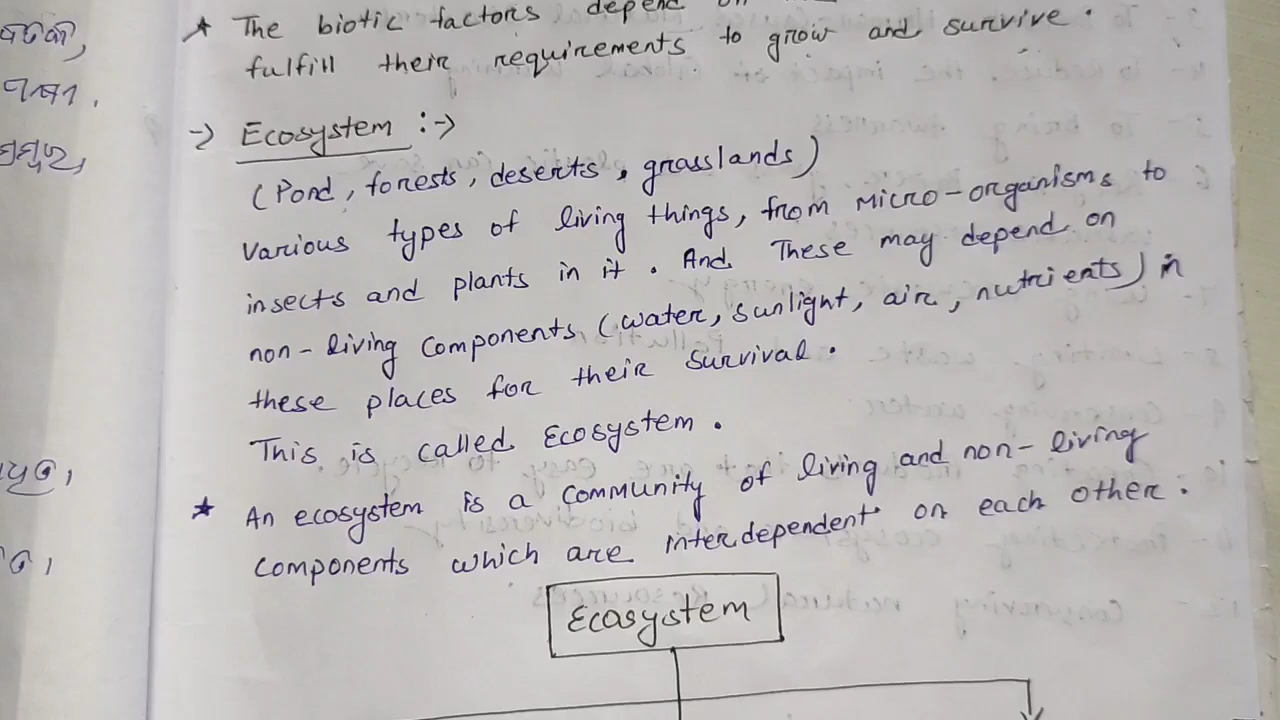 ★ The biotic factors depend on
fulfill their requirements to grow and survive.
-> Ecosystem :->
(Pond, forests, deserts, grasslands)
various types of living things, from micro-organisms to
insects and plants in it. And These may depend on
non-living components (water, sunlight, air, nutrients) in
these places for their survival.
This is called Ecosystem.
★ An ecosystem is a community of living and non-living
components which are interdependent on each other.
Ecosystem